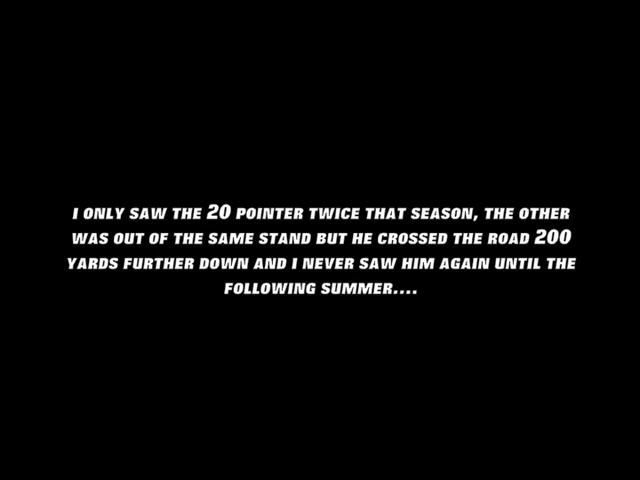 I ONLY SAW THE 20 POINTER TWICE THAT SEASON, THE OTHER
WAS OUT OF THE SAME STAND BUT HE CROSSED THE ROAD 200
YARDS FURTHER DOWN AND I NEVER SAW HIM AGAIN UNTIL THE
FOLLOWING SUMMER....